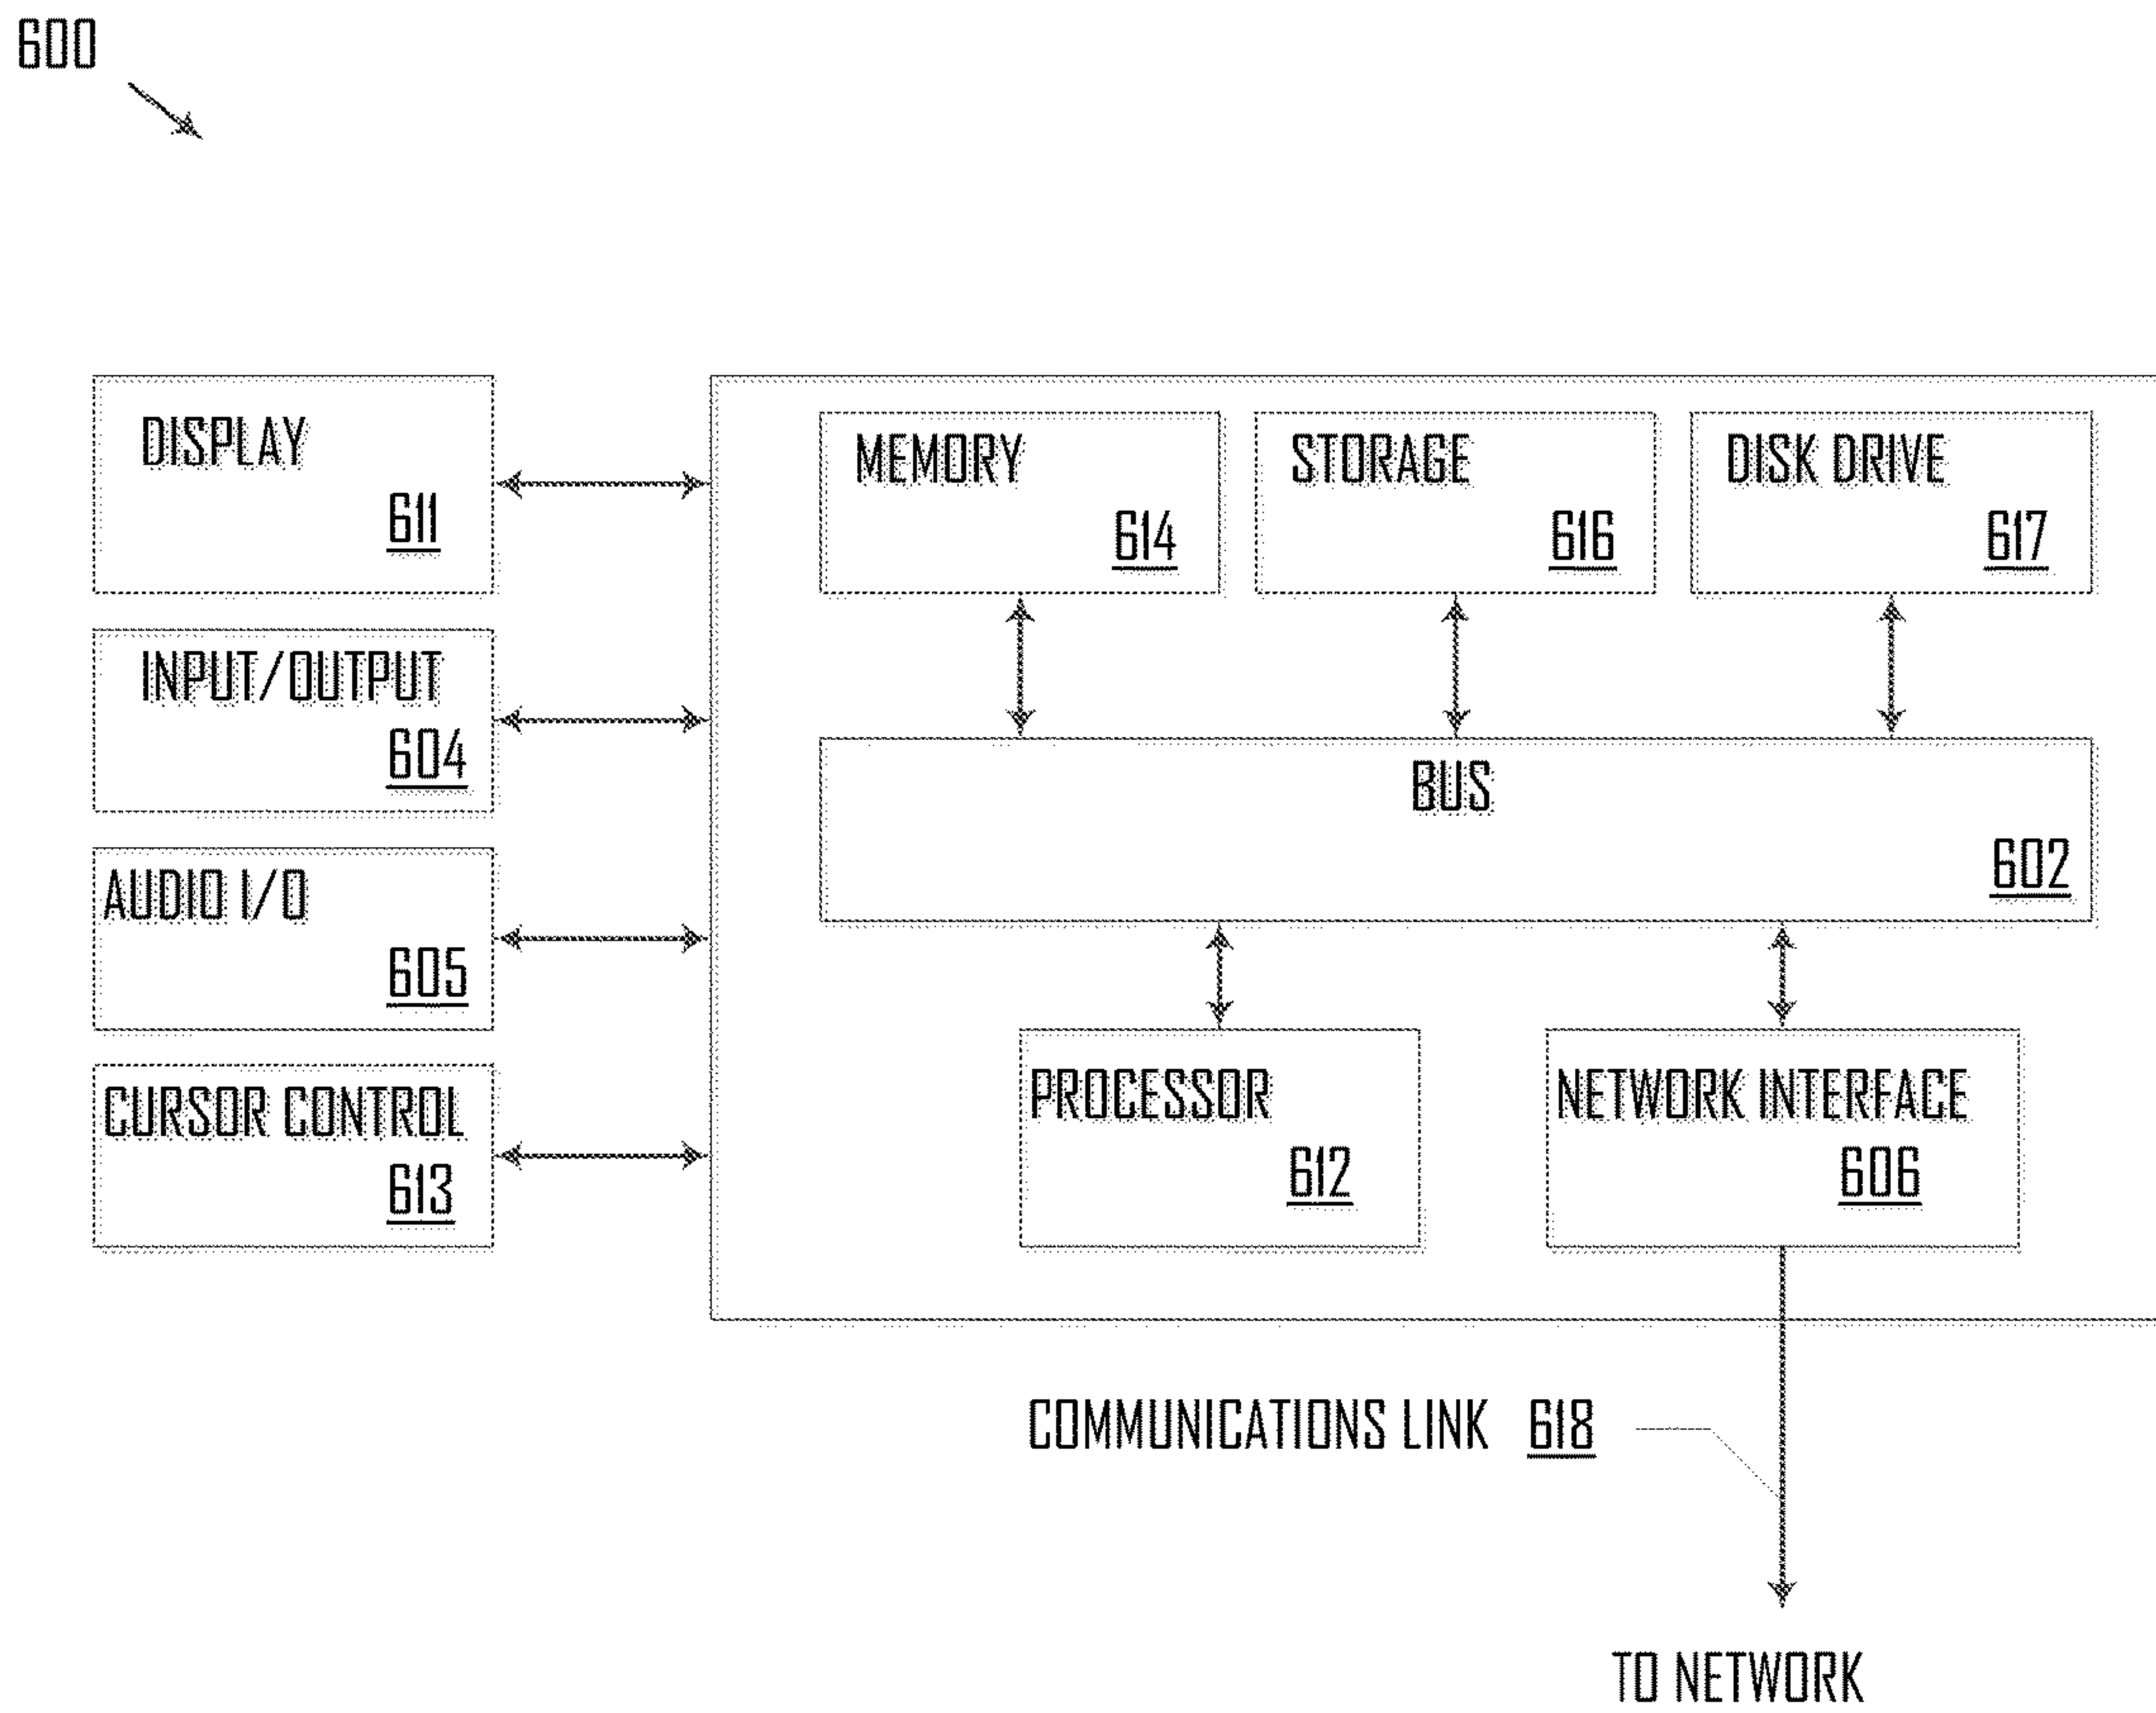 600
DISPLAY
611
INPUT/OUTPUT
604
AUDIO I/O
605
CURSOR CONTROL
613
MEMORY
614
STORAGE
616
DISK DRIVE
617
BUS
602
PROCESSOR
612
NETWORK INTERFACE
606
COMMUNICATIONS LINK 618
TO NETWORK